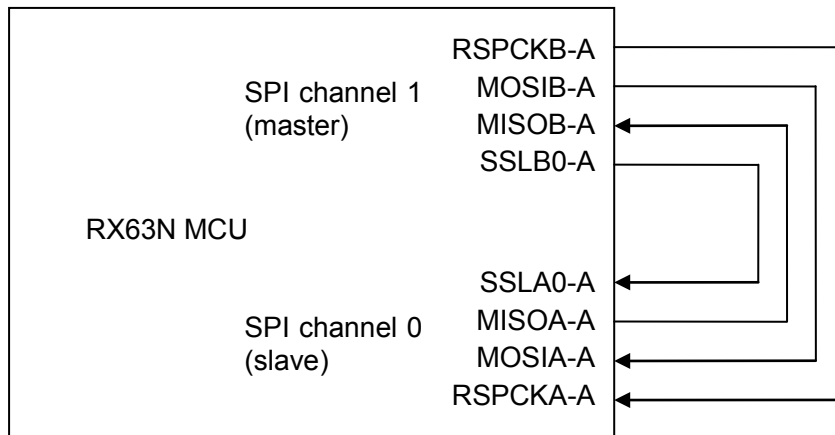 RSPCKB-A
SPI channel 1
(master)
MOSIB-A
MISOB-A
SSLB0-A
RX63N MCU
SSLA0-A
SPI channel 0
(slave)
MISOA-A
MOSIA-A
RSPCKA-A